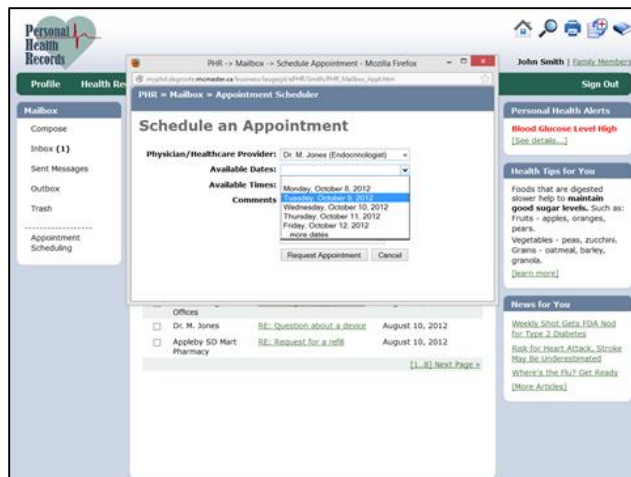 Personal
Health
Records
John Smith | Family Members
Profile
Sign Out
PHR -> Mailbox -> Schedule Appointment - Mozilla Firefox
PHR » Mailbox » Appointment Scheduler
Schedule an Appointment
Physician/Healthcare Provider: Dr. M. Jones (Endocrinologist)
Available Dates:
Available Times:
Comments
Monday, October 8, 2012
Tuesday, October 9, 2012
Wednesday, October 10, 2012
Thursday, October 11, 2012
Friday, October 12, 2012
...more dates
Request Appointment Cancel
Mailbox
Compose
Inbox (1)
Sent Messages
Outbox
Trash
------------------
Appointment
Scheduling
Offices
Dr. M. Jones RE: Question about a device August 10, 2012
Appleby SD Mart
Pharmacy RE: Request for a refill August 10, 2012
[1..8] Next Page »
Personal Health Alerts
Blood Glucose Level High
[See details...]
Health Tips for You
Foods that are digested
slower help to maintain
good sugar levels. Such as:
Fruits - apples, oranges,
pears.
Vegetables - peas, zucchini.
Grains - oatmeal, barley,
granola.
[learn more]
News for You
Weekly Shot Gets FDA Nod
for Type 2 Diabetes
Risk for Heart Attack, Stroke
May Be Underestimated
Where's the Flu? Get Ready
[More Articles]